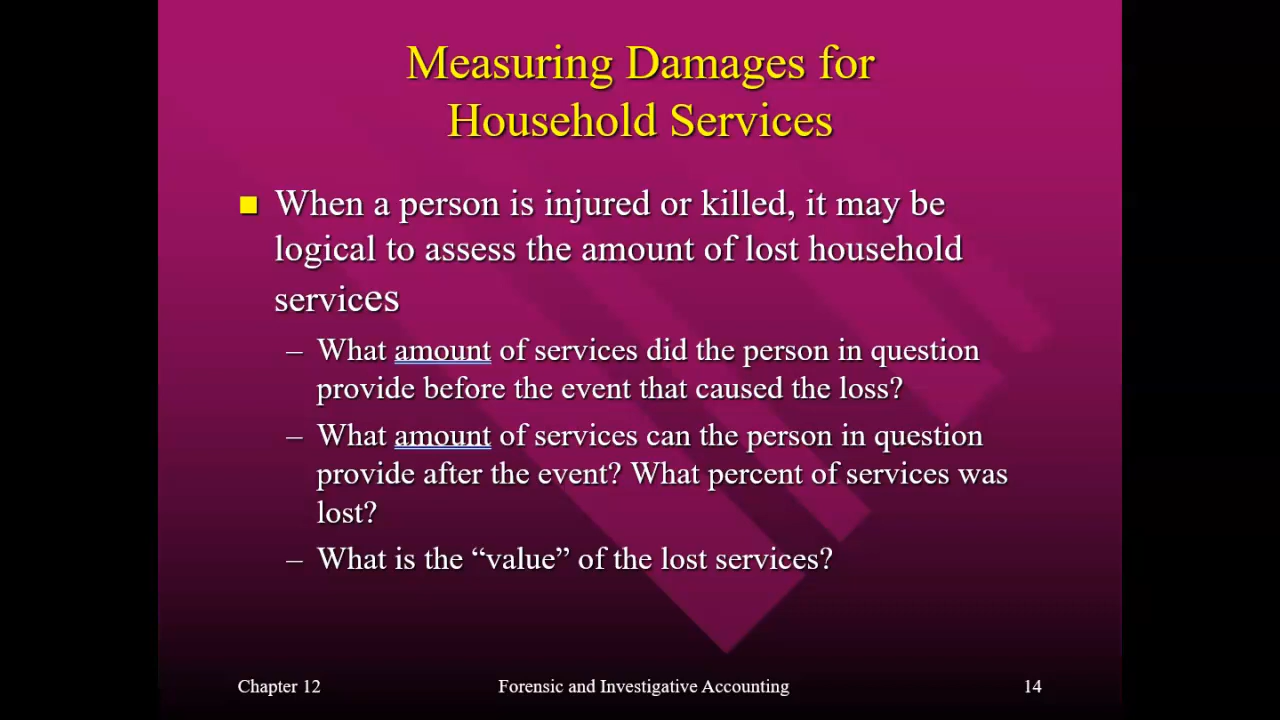 Measuring Damages for
Household Services
When a person is injured or killed, it may be
logical to assess the amount of lost household
services
– What amount of services did the person in question
provide before the event that caused the loss?
– What amount of services can the person in question
provide after the event? What percent of services was
lost?
– What is the “value” of the lost services?
Chapter 12
Forensic and Investigative Accounting
14